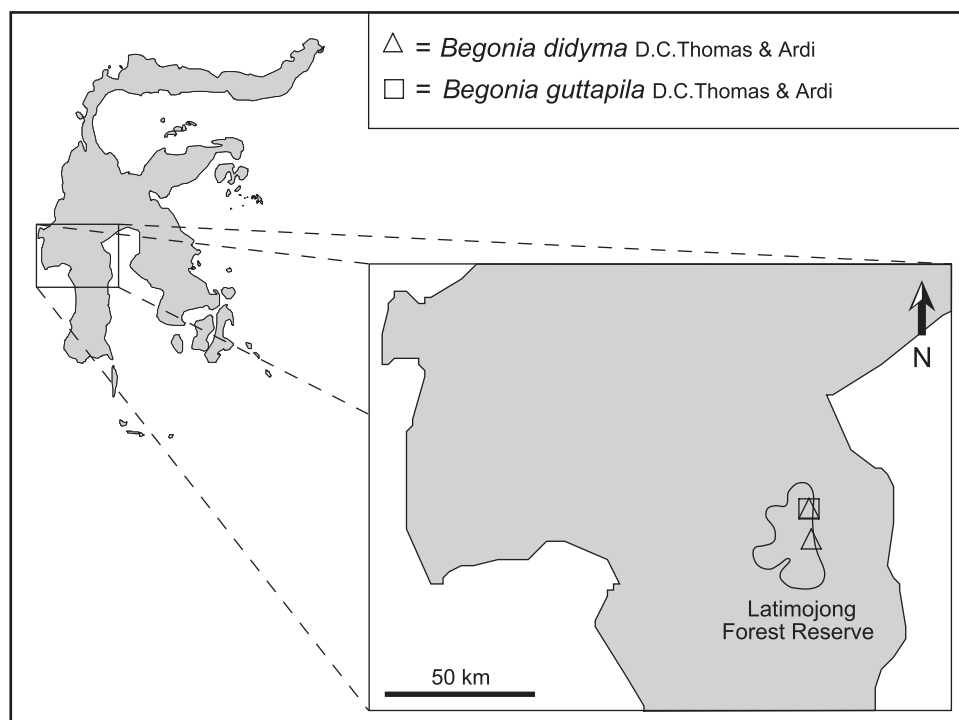 = Begonia didyma D.C.Thomas & Ardi
= Begonia guttapila D.C.Thomas & Ardi
N
Latimojong
Forest Reserve
50 km